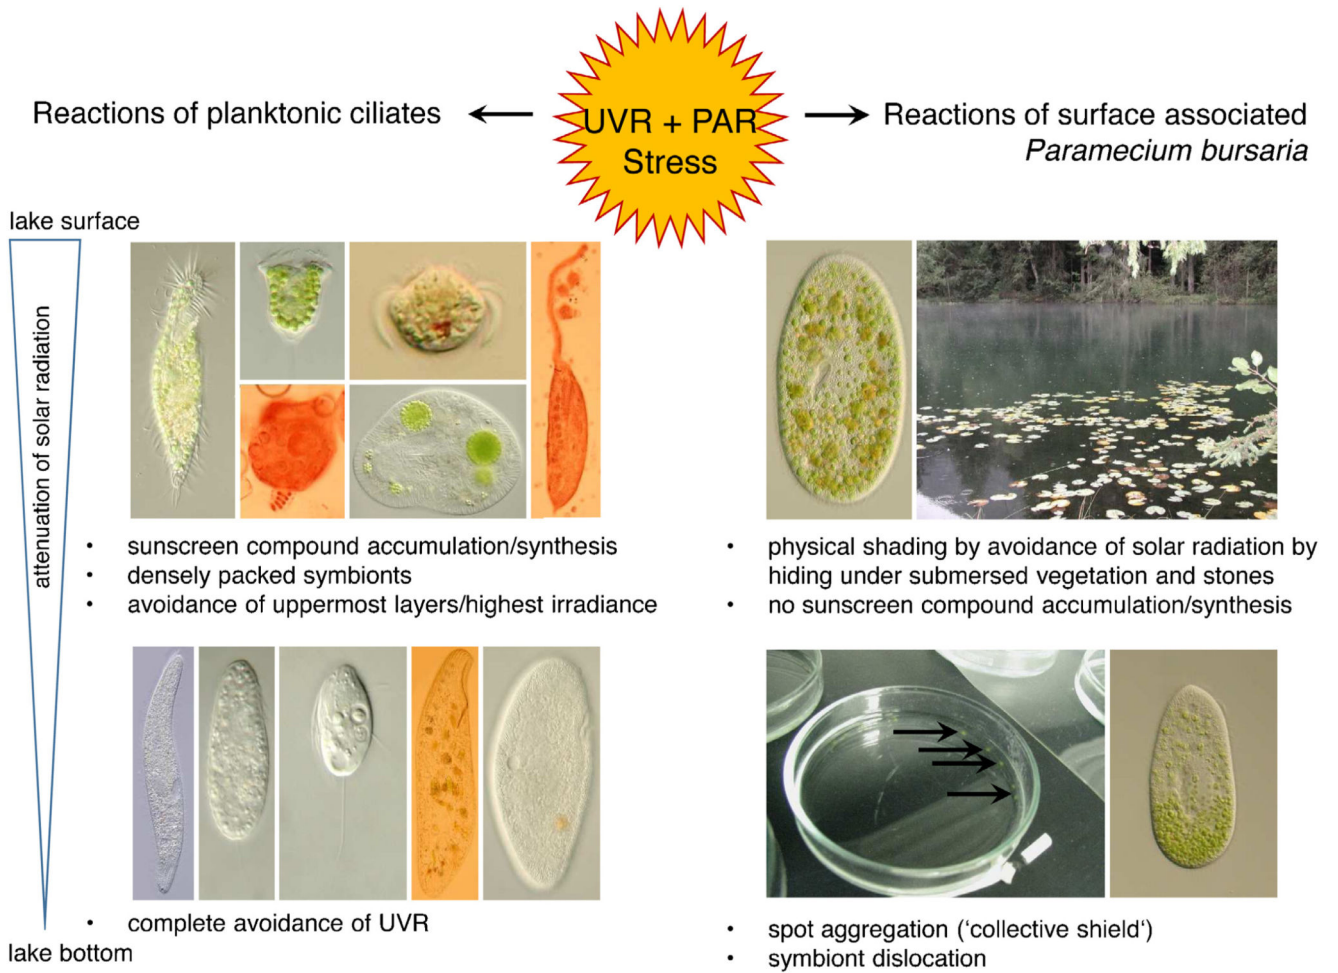 UVR + PAR
Stress
Reactions of planktonic ciliates
Reactions of surface associated
Paramecium bursaria
lake surface
attenuation of solar radiation
• sunscreen compound accumulation/synthesis
• densely packed symbionts
• avoidance of uppermost layers/highest irradiance
• complete avoidance of UVR
lake bottom
• physical shading by avoidance of solar radiation by
hiding under submersed vegetation and stones
• no sunscreen compound accumulation/synthesis
• spot aggregation (‘collective shield‘)
• symbiont dislocation